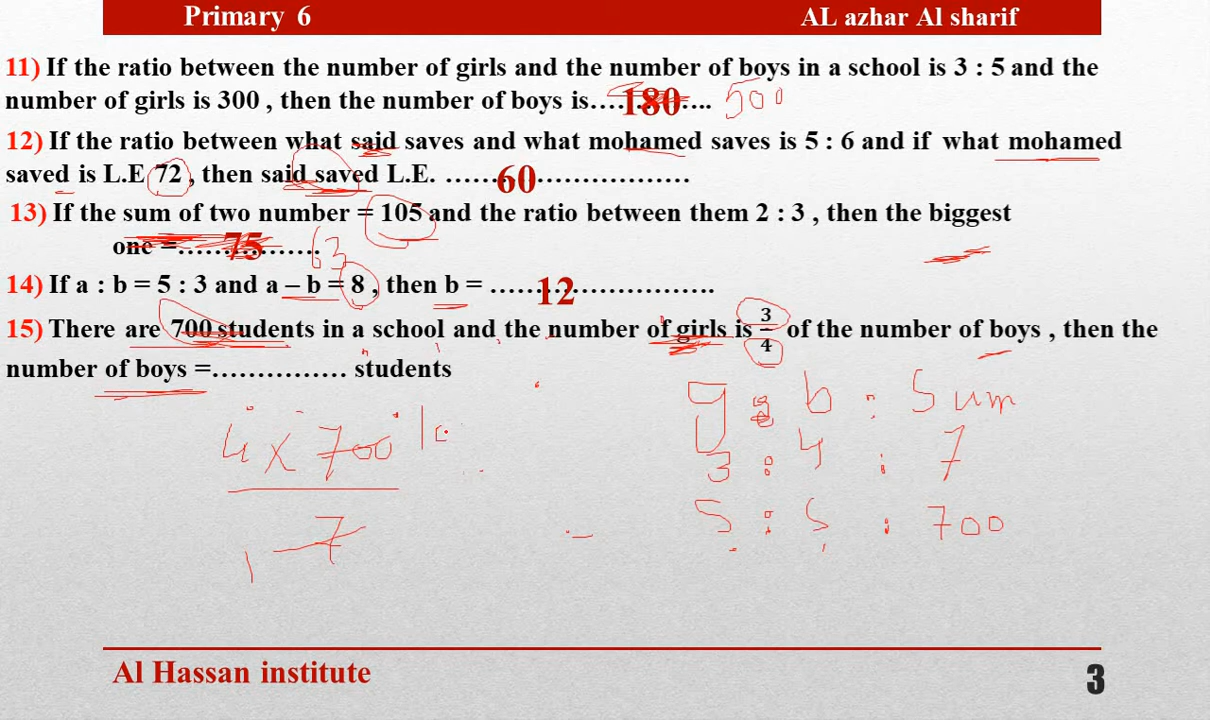 Primary 6
AL azhar Al sharif
11) If the ratio between the number of girls and the number of boys in a school is 3 : 5 and the
number of girls is 300 , then the number of boys is….180….. 500
12) If the ratio between what said saves and what mohamed saves is 5 : 6 and if what mohamed
saved is L.E 72 , then said saved L.E. ……60……………………
13) If the sum of two number = 105 and the ratio between them 2 : 3 , then the biggest
one =……75……….. 63
14) If a : b = 5 : 3 and a – b = 8 , then b = ……12…………………….
15) There are 700 students in a school and the number of girls is 3/4 of the number of boys , then the
number of boys =…………… students
g : b : Sum
4 x 700
3 : 4 : 7
7
1
S : S : 700
Al Hassan institute
3